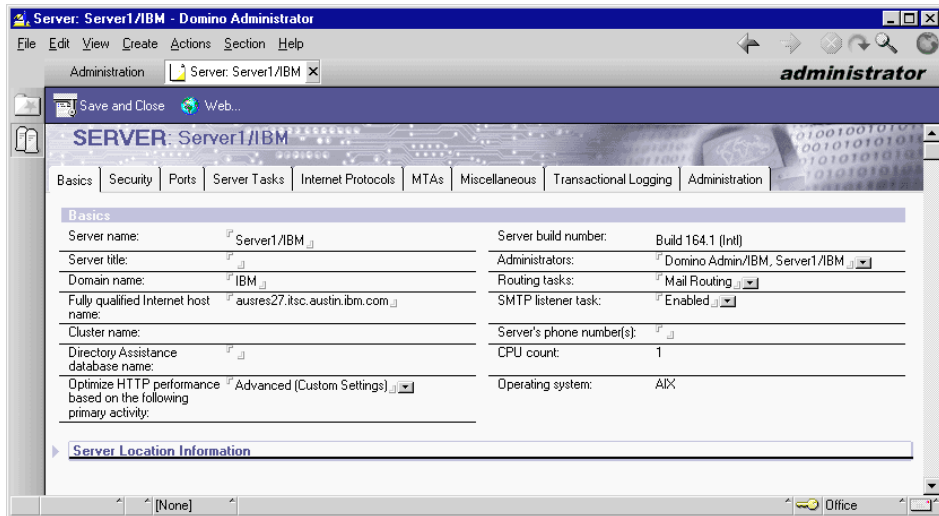 Server: Server1/IBM - Domino Administrator
File Edit View Create Actions Section Help
Administration Server: Server1/IBM
administrator
Save and Close Web...
SERVER: Server1/IBM
Basics Security Ports Server Tasks Internet Protocols MTAs Miscellaneous Transactional Logging Administration
Basics
Server name: Server1/IBM Server build number: Build 164.1 (Intl)
Server title: Administrators: Domino Admin/IBM, Server1/IBM
Domain name: IBM Routing tasks: Mail Routing
Fully qualified Internet host name: ausres27.itsc.austin.ibm.com SMTP listener task: Enabled
Cluster name: Server's phone number(s):
Directory Assistance database name: CPU count: 1
Optimize HTTP performance based on the following primary activity: Advanced (Custom Settings) Operating system: AIX
Server Location Information
[None] Office